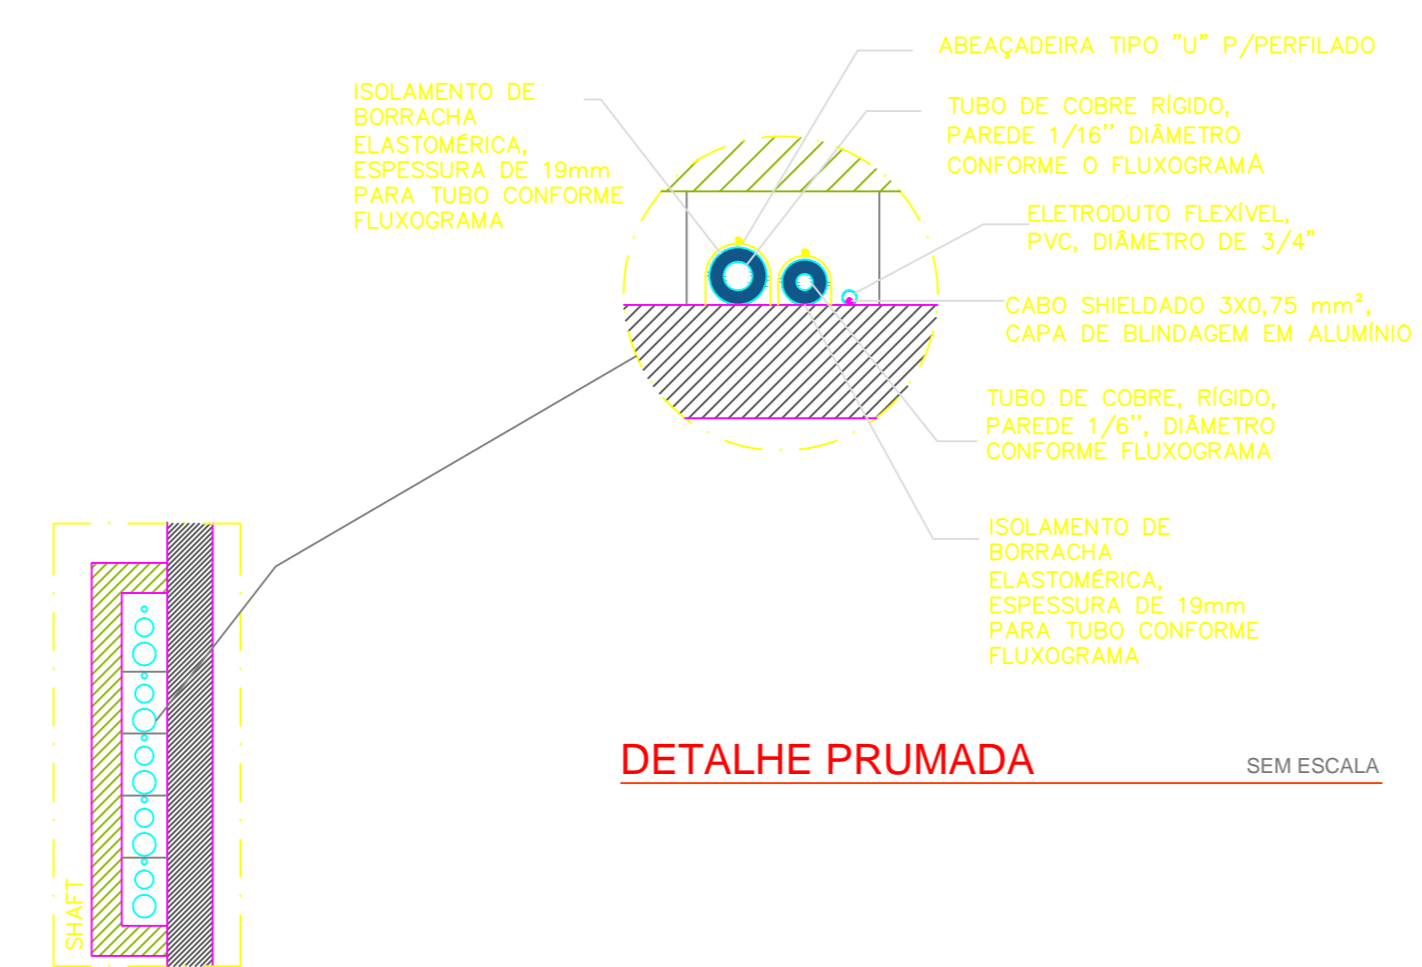 ABEAÇADEIRA TIPO "U" P/PERFILADO
ISOLAMENTO DE
BORRACHA
ELASTOMÉRICA,
ESPESSURA DE 19mm
PARA TUBO CONFORME
FLUXOGRAMA
TUBO DE COBRE RÍGIDO,
PAREDE 1/16'' DIÂMETRO
CONFORME O FLUXOGRAMA
ELETRODUTO FLEXÍVEL,
PVC, DIÂMETRO DE 3/4"
CABO SHIELDADO 3X0,75 mm²,
CAPA DE BLINDAGEM EM ALUMÍNIO
TUBO DE COBRE, RÍGIDO,
PAREDE 1/6'', DIÂMETRO
CONFORME FLUXOGRAMA
ISOLAMENTO DE
BORRACHA
ELASTOMÉRICA,
ESPESSURA DE 19mm
PARA TUBO CONFORME
FLUXOGRAMA
SHAFT
DETALHE PRUMADA
SEM ESCALA